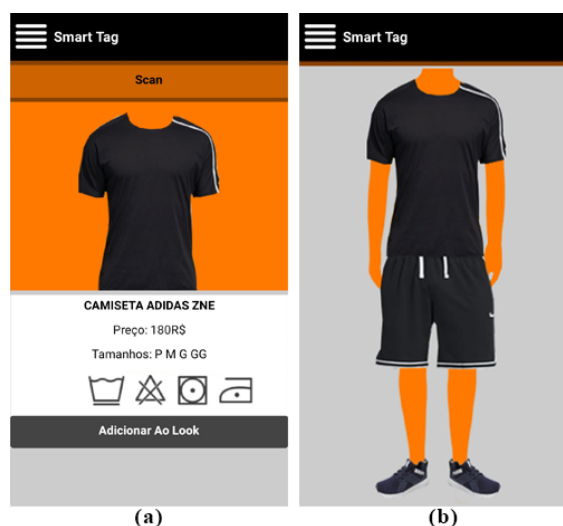 Smart Tag
Scan
CAMISETA ADIDAS ZNE
Preço: 180R$
Tamanhos: P M G GG
Adicionar Ao Look
(a)
Smart Tag
(b)